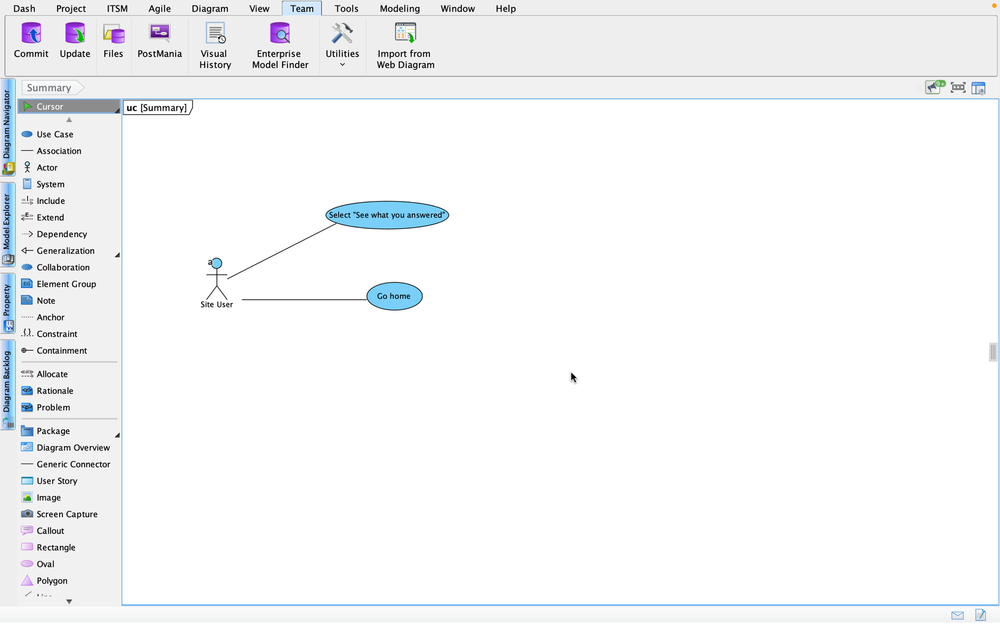 Dash Project ITSM Agile Diagram View Team Tools Modeling Window Help
Commit Update Files PostMania Visual History Enterprise Model Finder Utilities Import from Web Diagram
Summary
9+
Diagram Navigator
Model Explorer
Property
Diagram Backlog
Cursor
Use Case
Association
Actor
System
Include
Extend
Dependency
Generalization
Collaboration
EG Element Group
Note
Anchor
Constraint
Containment
Allocate
<r> Rationale
<p> Problem
Package
Diagram Overview
Generic Connector
User Story
Image
Screen Capture
Callout
Rectangle
Oval
Polygon
uc [Summary]
Select "See what you answered"
a
Site User
Go home